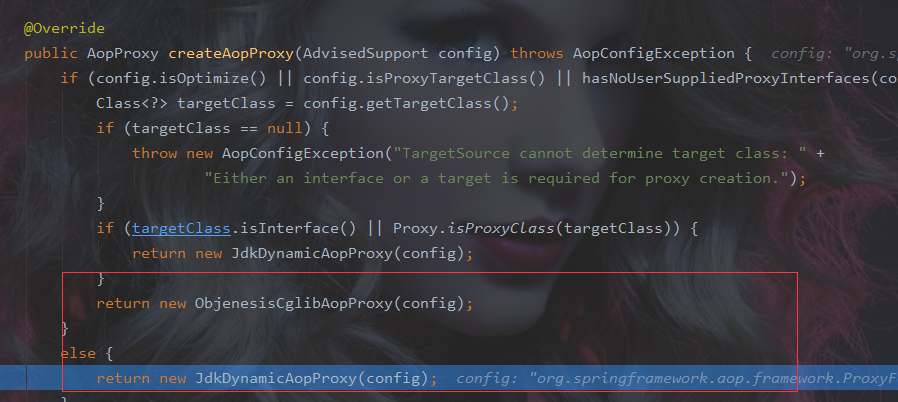 @Override
public AopProxy createAopProxy(AdvisedSupport config) throws AopConfigException {  config: "org.s
if (config.isOptimize() || config.isProxyTargetClass() || hasNoUserSuppliedProxyInterfaces(co
Class<?> targetClass = config.getTargetClass();
if (targetClass == null) {
throw new AopConfigException("TargetSource cannot determine target class: " +
"Either an interface or a target is required for proxy creation.");
}
if (targetClass.isInterface() || Proxy.isProxyClass(targetClass)) {
return new JdkDynamicAopProxy(config);
}
return new ObjenesisCglibAopProxy(config);
}
else {
return new JdkDynamicAopProxy(config);  config: "org.springframework.aop.framework.ProxyF
}